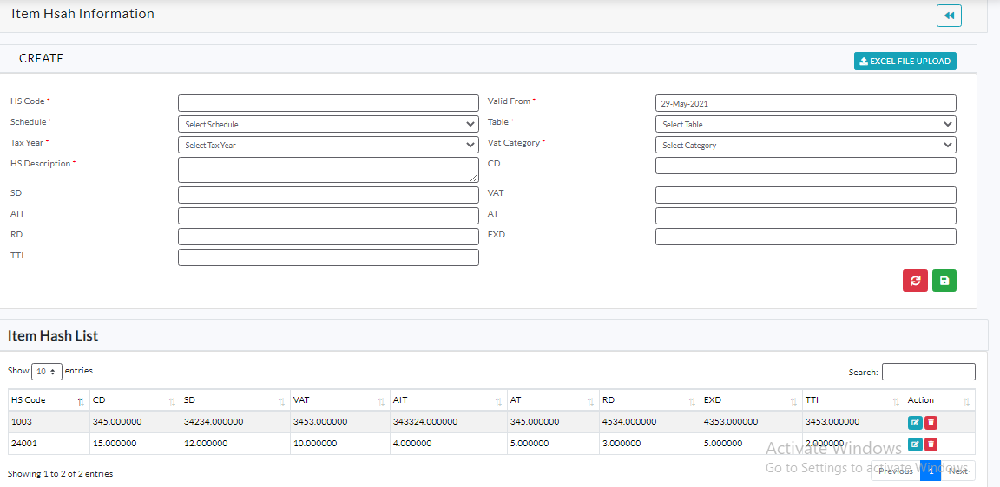 Item Hsah Information
CREATE
EXCEL FILE UPLOAD
HS Code *
Valid From *
29-May-2021
Schedule *
Select Schedule
Table *
Select Table
Tax Year *
Select Tax Year
Vat Category *
Select Category
HS Description *
CD
SD
VAT
AIT
AT
RD
EXD
TTI
Item Hash List
Show 10 entries
Search:
HS Code CD SD VAT AIT AT RD EXD TTI Action
1003 345.000000 34234.000000 3453.000000 343324.000000 345.000000 4534.000000 4353.000000 3453.000000
24001 15.000000 12.000000 10.000000 4.000000 5.000000 3.000000 5.000000 2.000000
Activate Windows
Go to Settings to activate Windows.
Showing 1 to 2 of 2 entries
Previous 1 Next